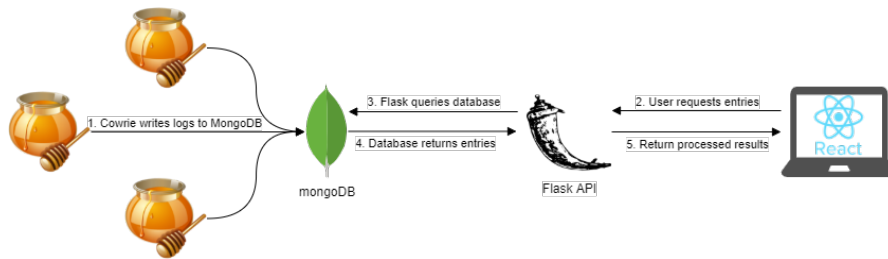 1. Cowrie writes logs to MongoDB
3. Flask queries database
2. User requests entries
4. Database returns entries
5. Return processed results
React
mongoDB
Flask API